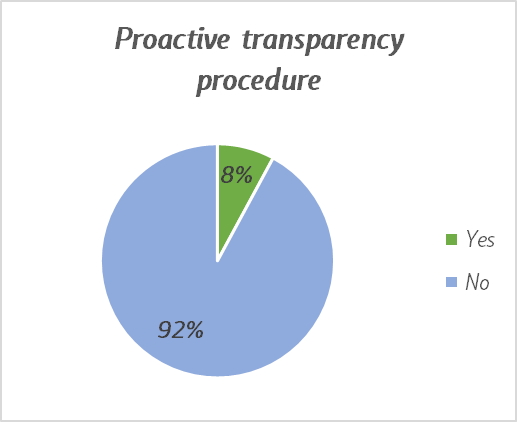 Proactive transparency
procedure
8%
92%
Yes
No